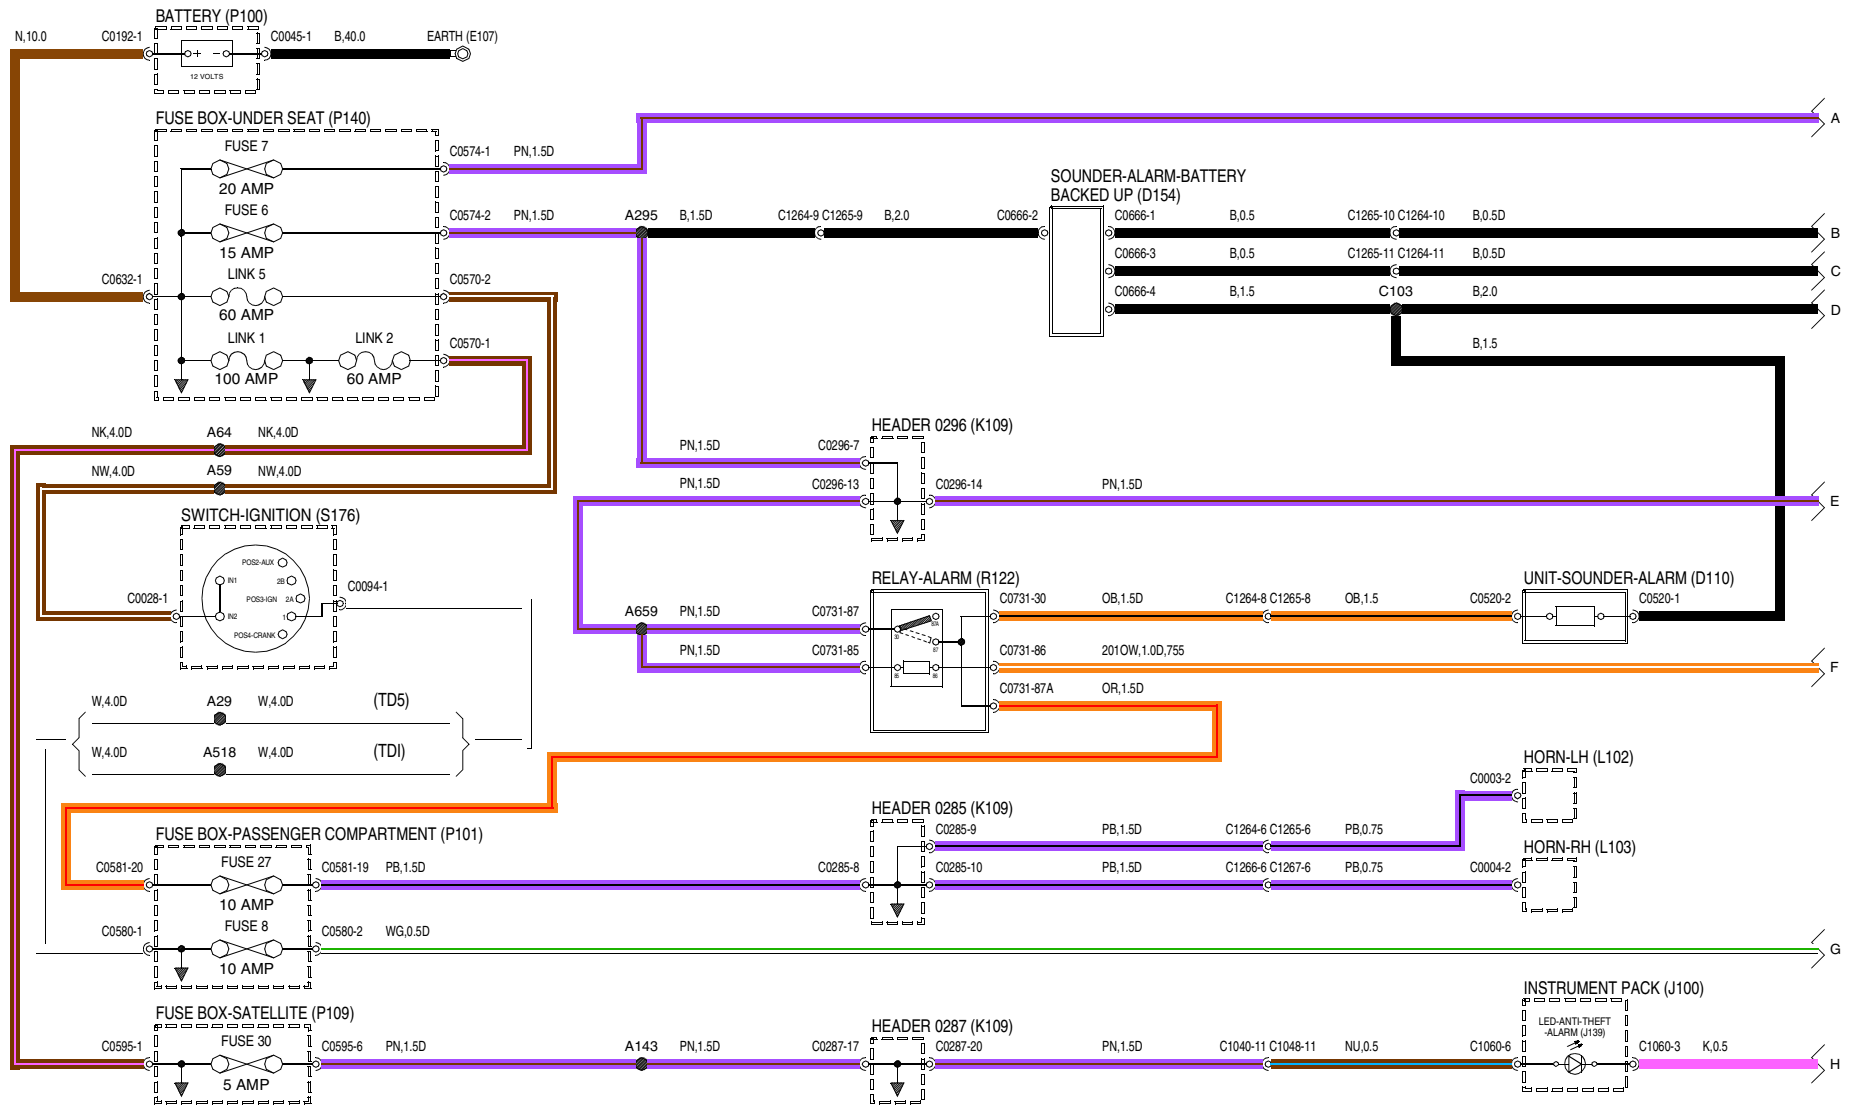 BATTERY (P100)
N,10.0 C0192-1 C0045-1 B,40.0 EARTH (E107)
+ -
12 VOLTS
FUSE BOX-UNDER SEAT (P140)
A
FUSE 7
C0574-1 PN,1.5D
20 AMP
SOUNDER-ALARM-BATTERY
BACKED UP (D154)
FUSE 6
C0574-2 PN,1.5D A295 B,1.5D C1264-9 C1265-9 B,2.0 C0666-2 C0666-1 B,0.5 C1265-10 C1264-10 B,0.5D
B
15 AMP
C0666-3 B,0.5 C1265-11 C1264-11 B,0.5D
C
LINK 5
C0632-1 C0570-2
60 AMP
C0666-4 B,1.5 C103 B,2.0
D
LINK 1 LINK 2
C0570-1
100 AMP 60 AMP
B,1.5
NK,4.0D A64 NK,4.0D
NW,4.0D A59 NW,4.0D
HEADER 0296 (K109)
PN,1.5D C0296-7
PN,1.5D C0296-13 C0296-14 PN,1.5D
E
SWITCH-IGNITION (S176)
POS2-AUX
IN1 2B
POS3-IGN 2A
IN2 1
POS4-CRANK
C0028-1 C0094-1
RELAY-ALARM (R122)
UNIT-SOUNDER-ALARM (D110)
A659 PN,1.5D C0731-87 C0731-30 OB,1.5D C1264-8 C1265-8 OB,1.5 C0520-2 C0520-1
30 87A
87
85 86
PN,1.5D C0731-85 C0731-86 201OW,1.0D,755
F
C0731-87A OR,1.5D
W,4.0D A29 W,4.0D (TD5)
W,4.0D A518 W,4.0D (TDI)
HORN-LH (L102)
C0003-2
FUSE BOX-PASSENGER COMPARTMENT (P101)
HEADER 0285 (K109)
C0285-9 PB,1.5D C1264-6 C1265-6 PB,0.75
HORN-RH (L103)
FUSE 27
C0581-20 C0581-19 PB,1.5D C0285-8 C0285-10 PB,1.5D C1266-6 C1267-6 PB,0.75 C0004-2
10 AMP
FUSE 8
C0580-1 C0580-2 WG,0.5D
G
10 AMP
FUSE BOX-SATELLITE (P109)
HEADER 0287 (K109)
INSTRUMENT PACK (J100)
LED-ANTI-THEFT
-ALARM (J139)
FUSE 30
C0595-1 C0595-6 PN,1.5D A143 PN,1.5D C0287-17 C0287-20 PN,1.5D C1040-11 C1048-11 NU,0.5 C1060-6 C1060-3 K,0.5
H
5 AMP